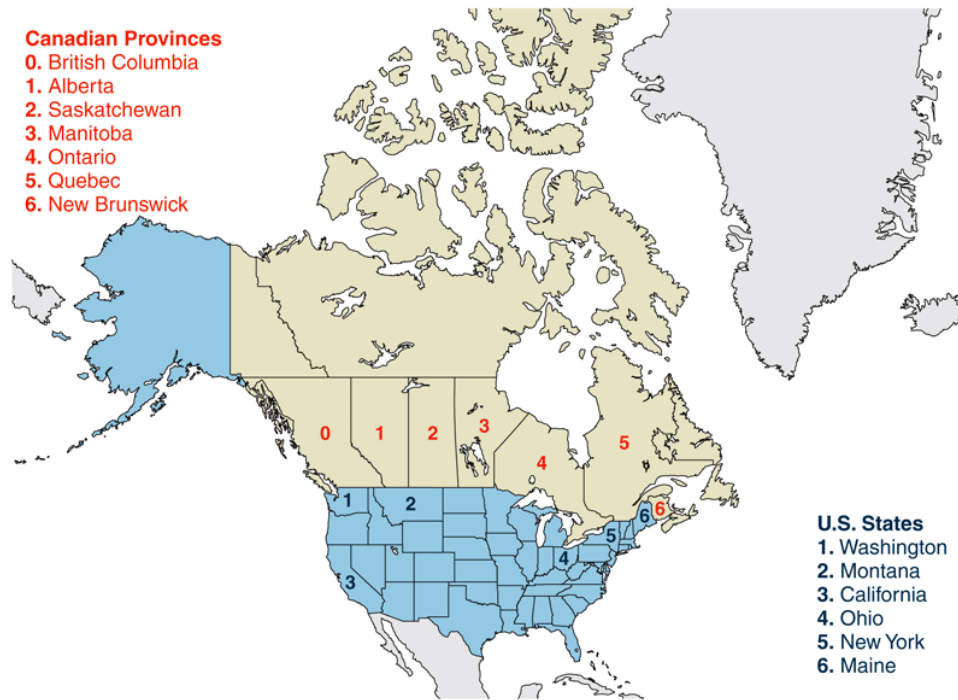 Canadian Provinces
0. British Columbia
1. Alberta
2. Saskatchewan
3. Manitoba
4. Ontario
5. Quebec
6. New Brunswick
0
1
2
3
4
5
6
1
2
3
4
5
6
U.S. States
1. Washington
2. Montana
3. California
4. Ohio
5. New York
6. Maine